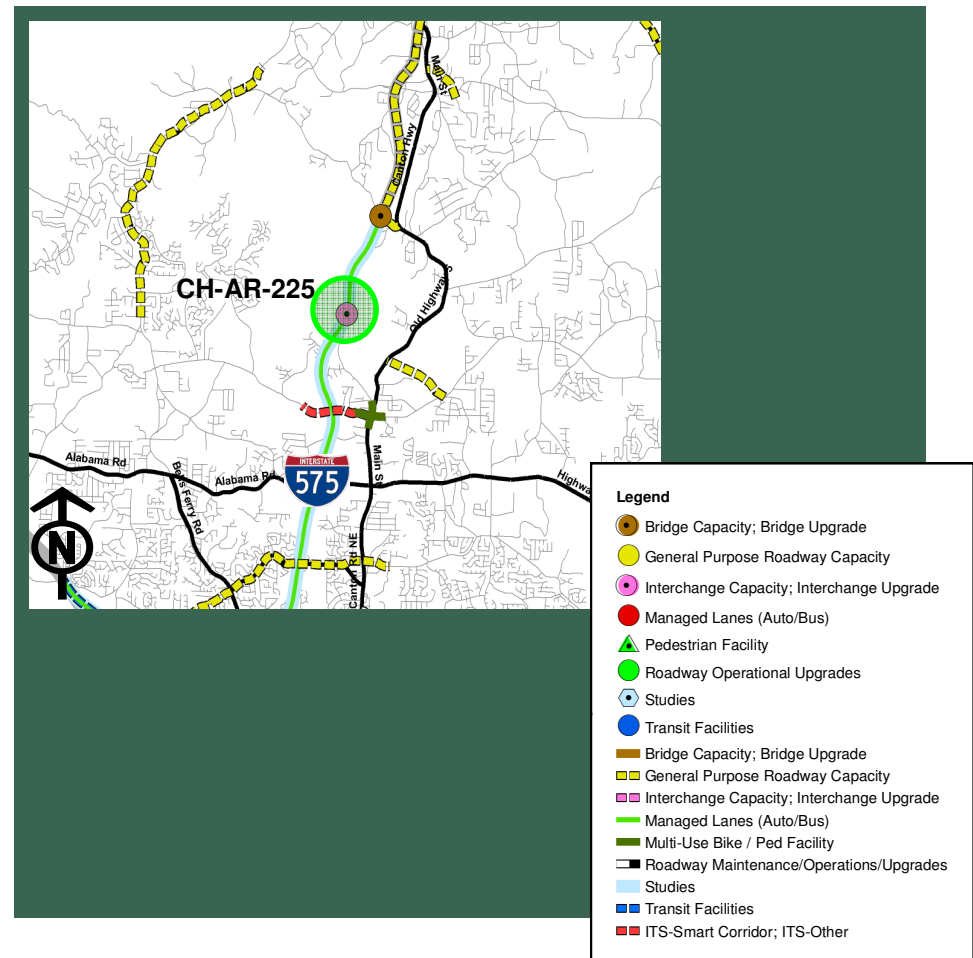 Main St
Canton Hwy
CH-AR-225
Old Highway 5
Alabama Rd
Bells Ferry Rd
Alabama Rd
INTERSTATE
575
Main St
Highwa
N
Canton Rd NE
Legend
Bridge Capacity; Bridge Upgrade
General Purpose Roadway Capacity
Interchange Capacity; Interchange Upgrade
Managed Lanes (Auto/Bus)
Pedestrian Facility
Roadway Operational Upgrades
Studies
Transit Facilities
Bridge Capacity; Bridge Upgrade
General Purpose Roadway Capacity
Interchange Capacity; Interchange Upgrade
Managed Lanes (Auto/Bus)
Multi-Use Bike / Ped Facility
Roadway Maintenance/Operations/Upgrades
Studies
Transit Facilities
ITS-Smart Corridor; ITS-Other